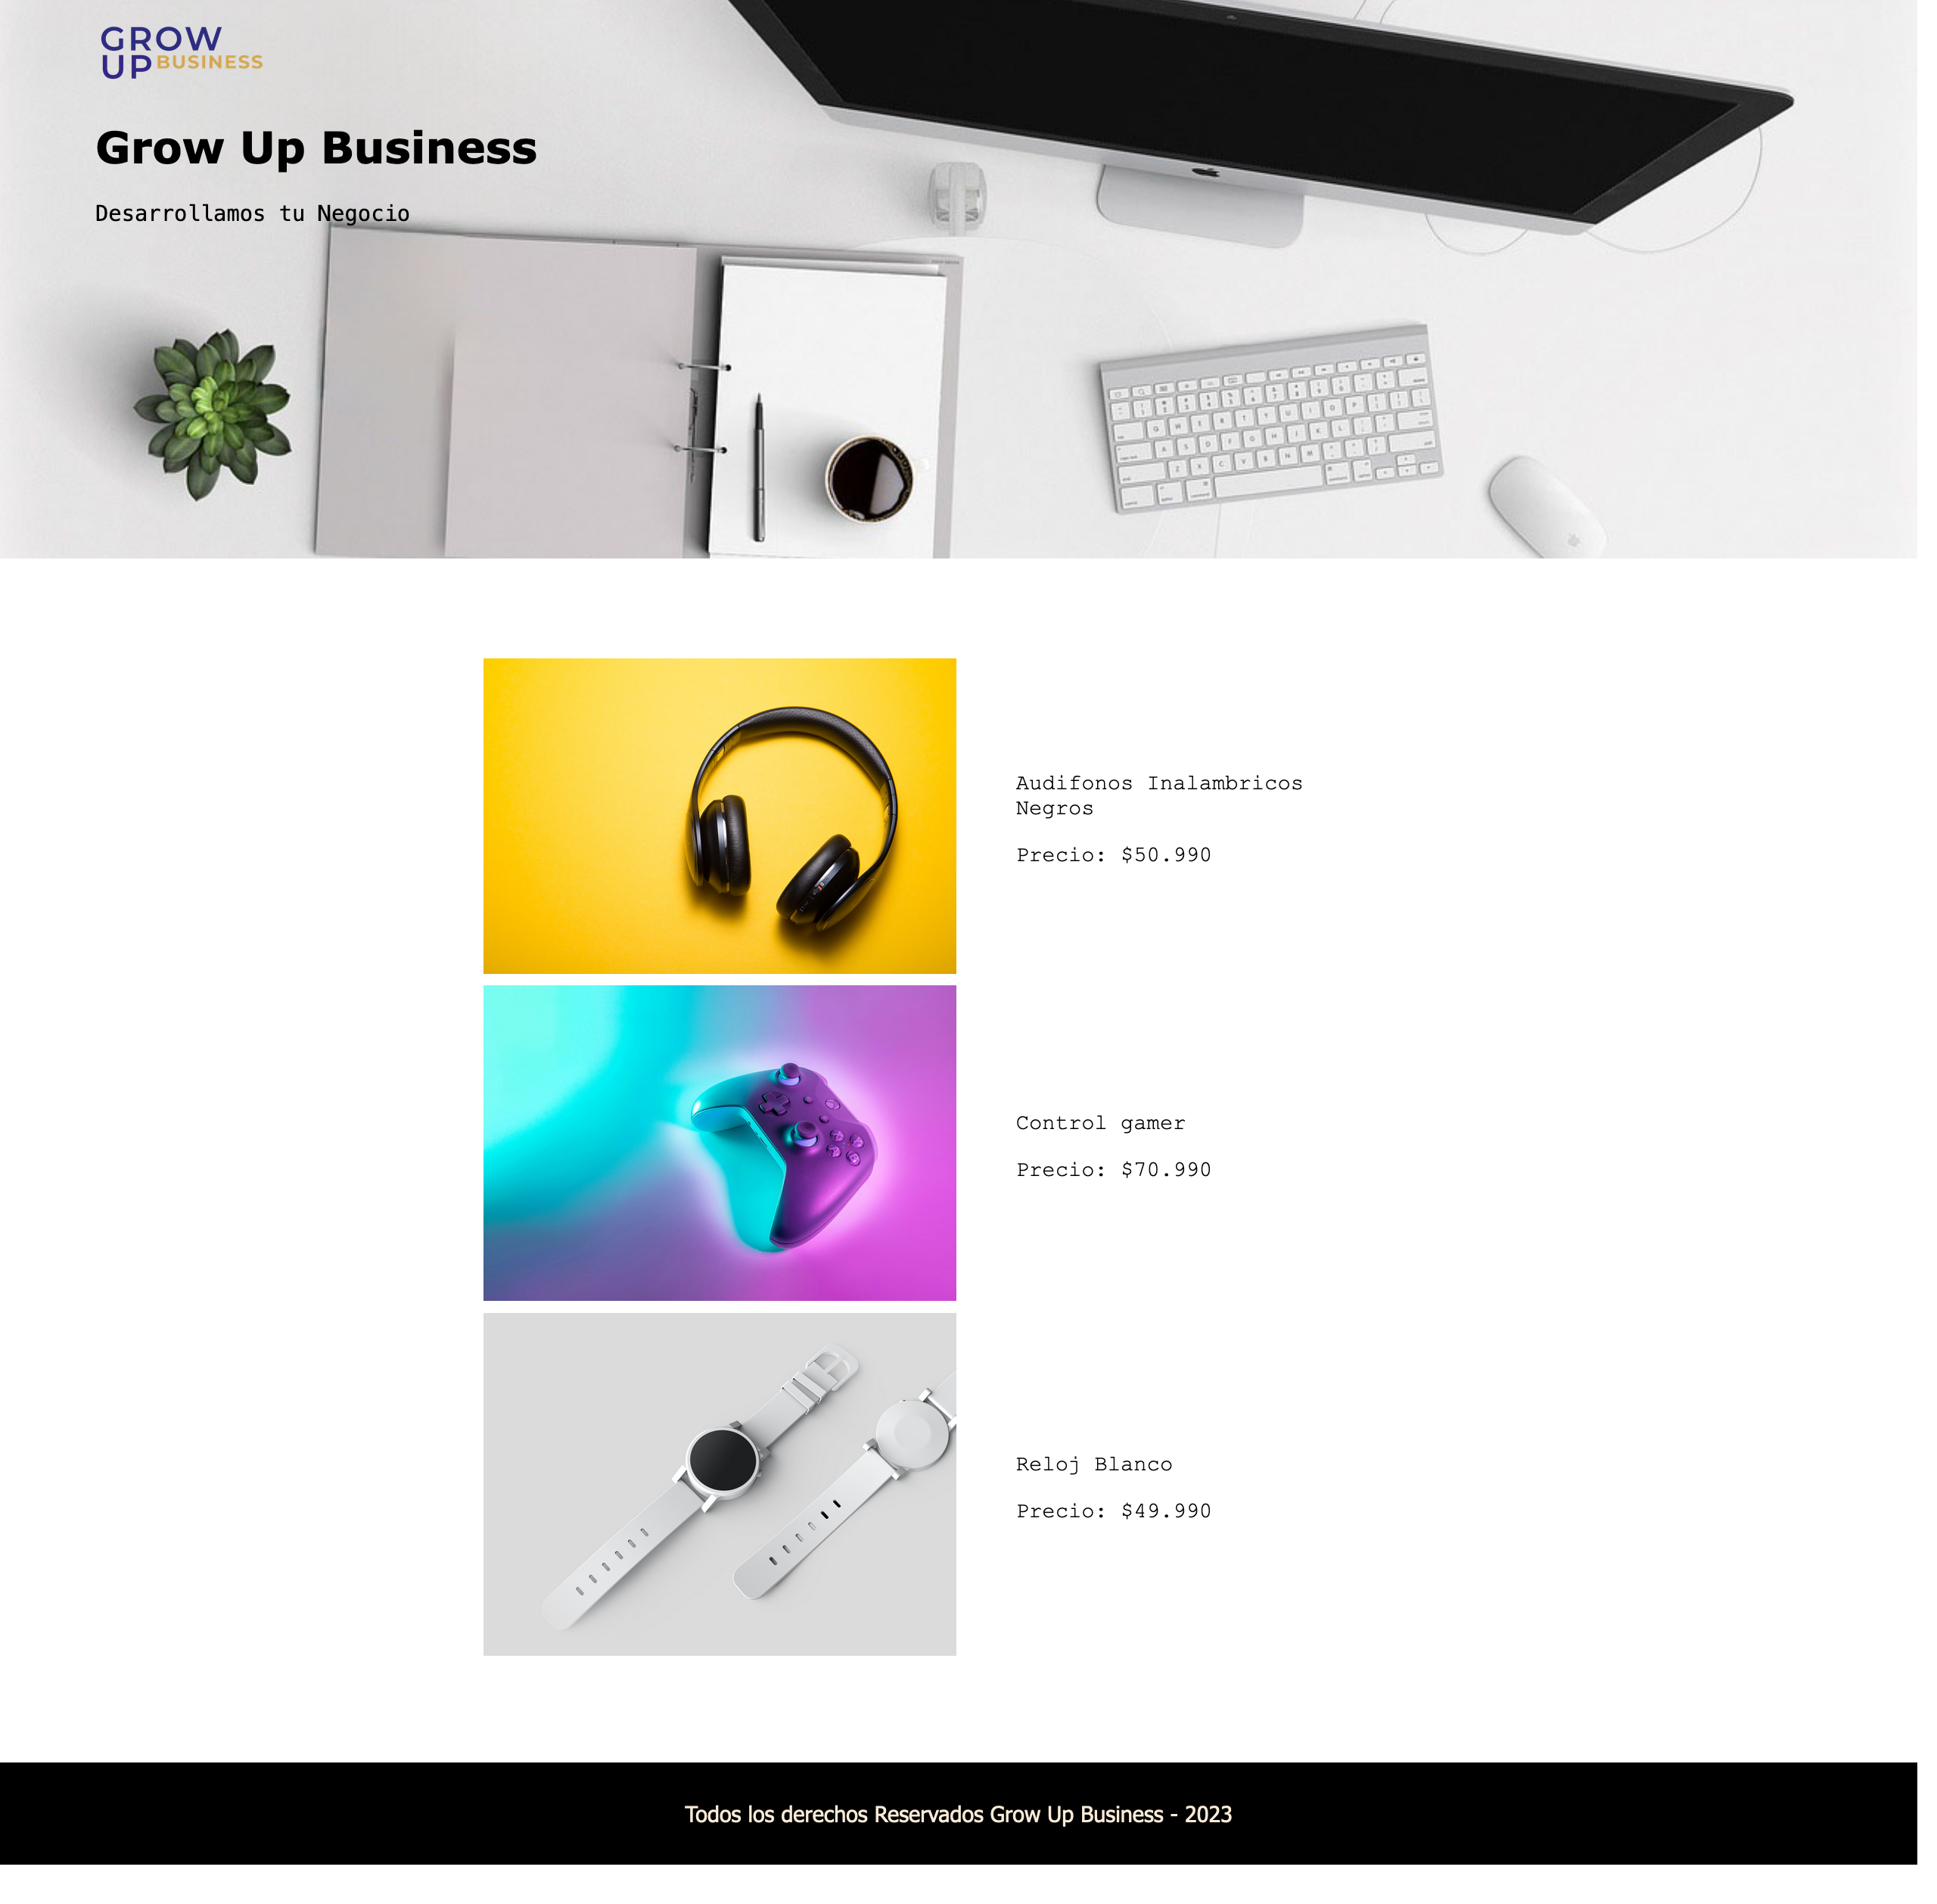 GROW
UP BUSINESS
Grow Up Business
Desarrollamos tu Negocio
Audifonos Inalambricos
Negros
Precio: $50.990
Control gamer
Precio: $70.990
Reloj Blanco
Precio: $49.990
Todos los derechos Reservados Grow Up Business - 2023